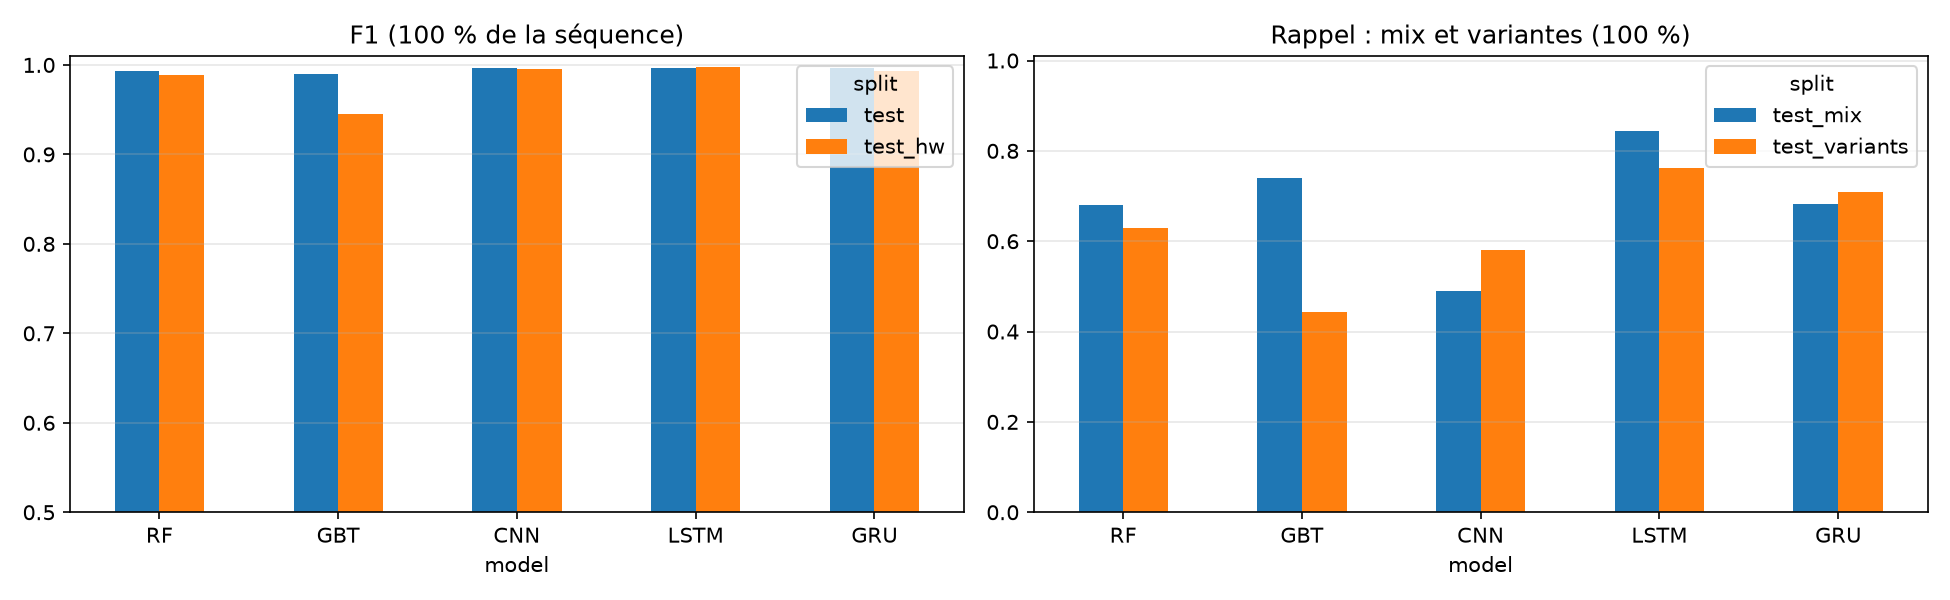 F1 (100 % de la séquence)
1.0
0.9
0.8
0.7
0.6
0.5
split
test
test_hw
RF
GBT
CNN
LSTM
GRU
model
Rappel : mix et variantes (100 %)
1.0
0.8
0.6
0.4
0.2
0.0
split
test_mix
test_variants
RF
GBT
CNN
LSTM
GRU
model